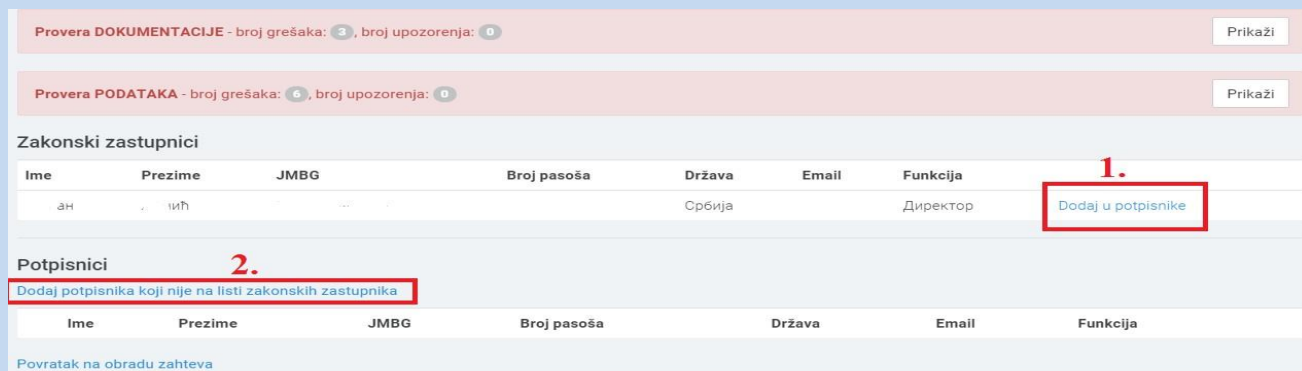 Provera DOKUMENTACIJE - broj grešaka: 3, broj upozorenja: 0 Prikaži
Provera PODATAKA - broj grešaka: 6, broj upozorenja: 0 Prikaži
Zakonski zastupnici
1.
Ime Prezime JMBG Broj pasoša Država Email Funkcija
Србија Директор Dodaj u potpisnike
Potpisnici
2.
Dodaj potpisnika koji nije na listi zakonskih zastupnika
Ime Prezime JMBG Broj pasoša Država Email Funkcija
Povratak na obradu zahteva